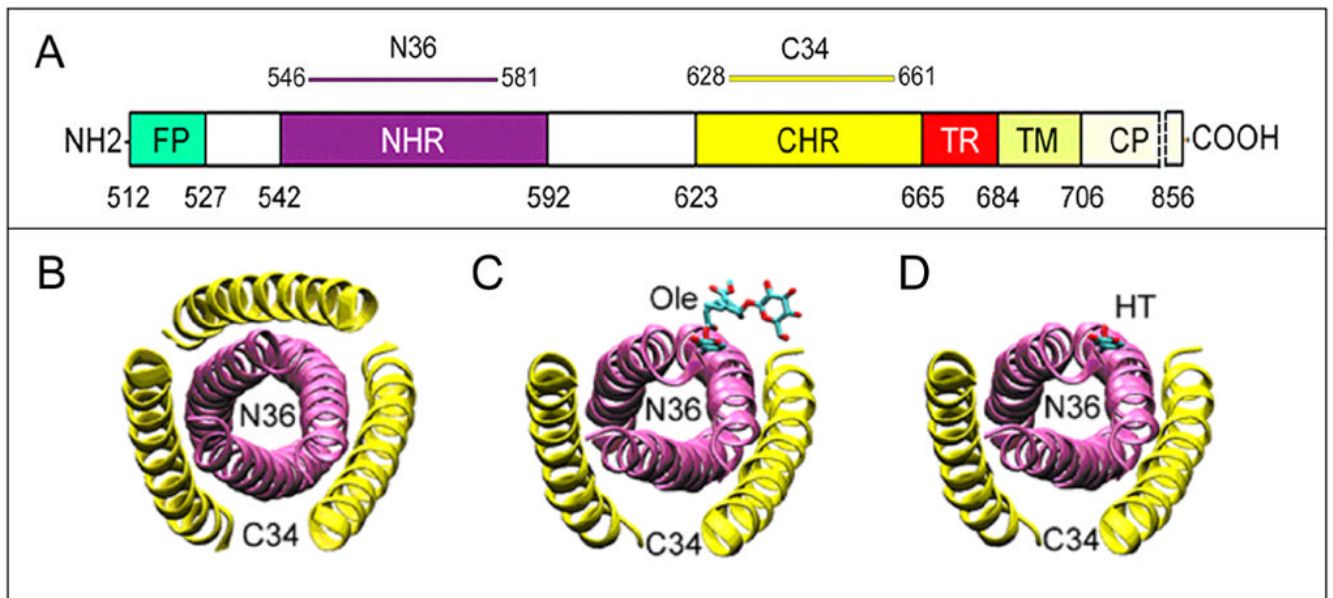 A
N36
C34
546
581
628
661
NH2
FP
NHR
CHR
TR
TM
CP
COOH
512
527
542
592
623
665
684
706
856
B
C
D
Ole
HT
N36
N36
N36
C34
C34
C34